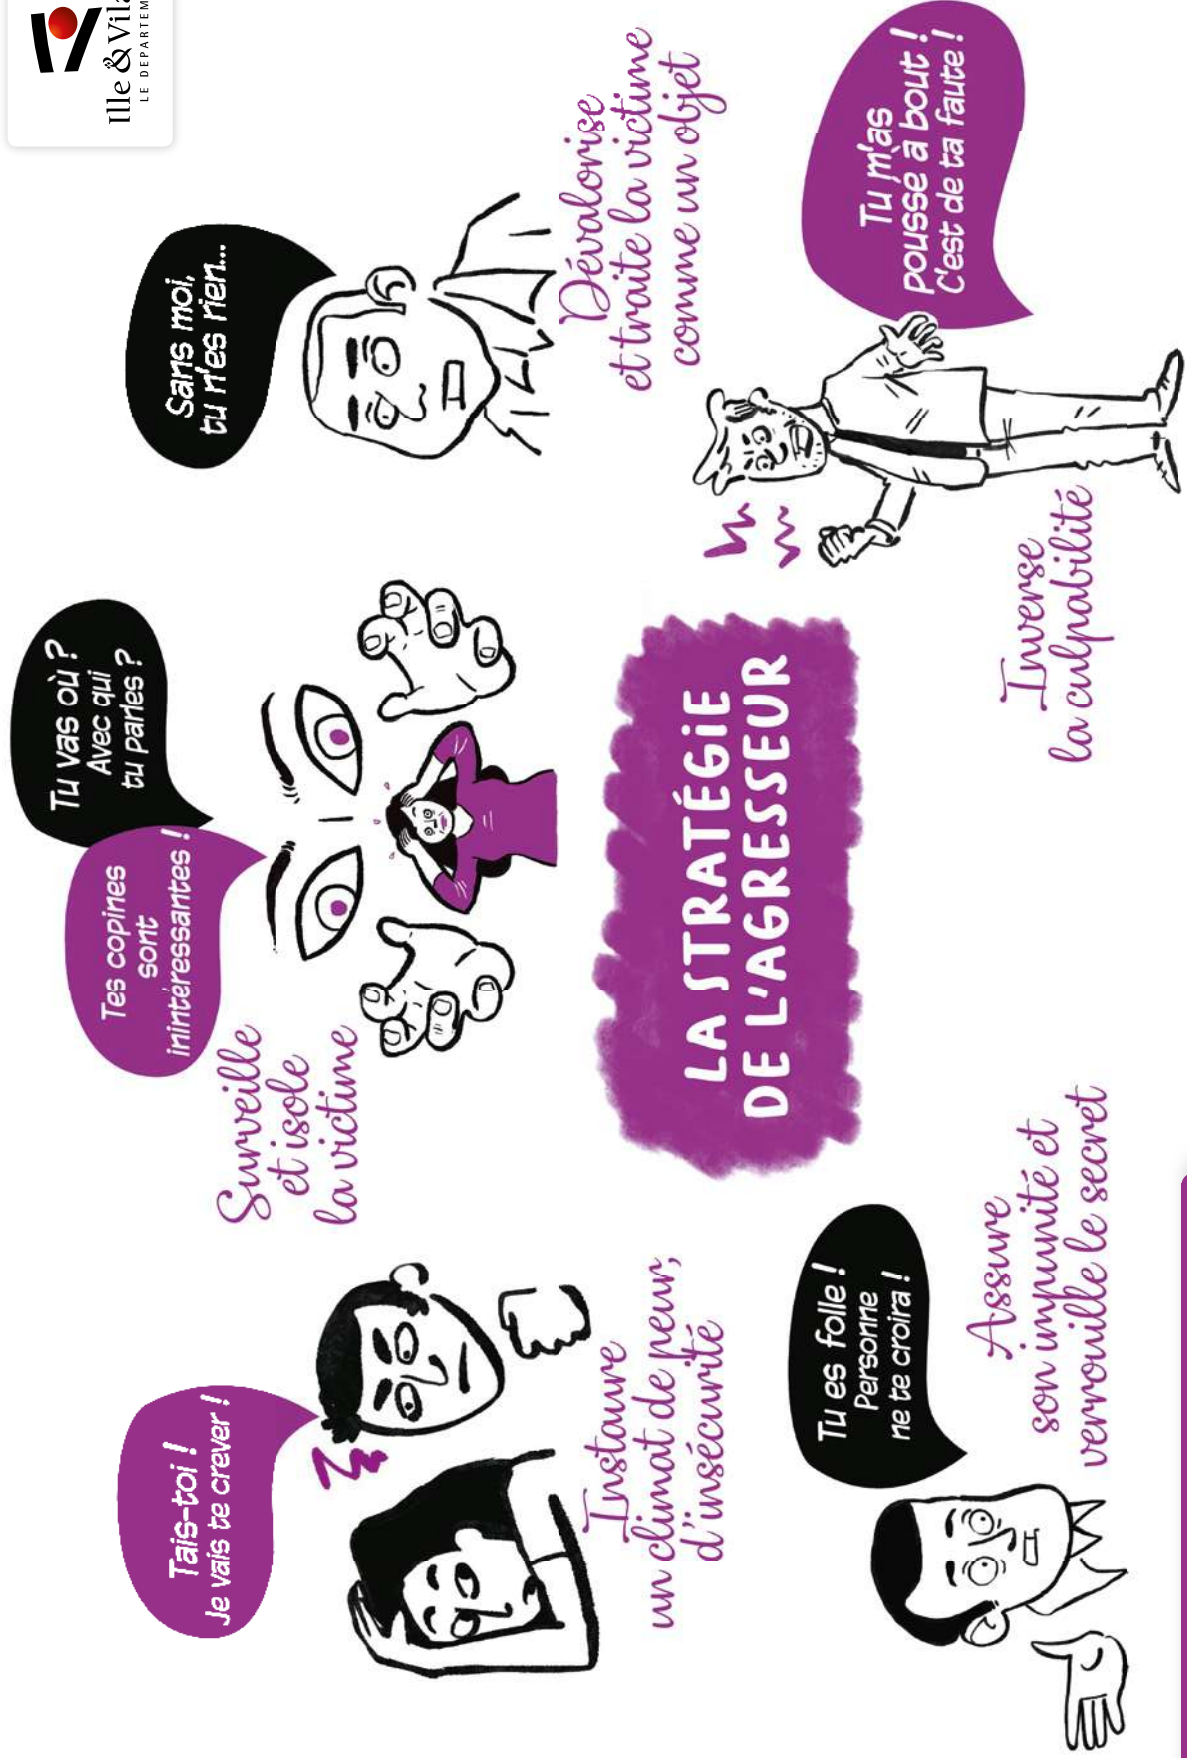 Tais-toi !
Je vais te crever !
Instaure
un climat de peur,
d'insécurité
Tes copines
sont
inintéressantes !
Tu vas où ?
Avec qui
tu parles ?
Surveille
et isole
la victime
Sans moi,
tu n'es rien...
Dévalorise
et traite la victime
comme un objet
LA STRATÉGIE
DE L'AGRESSEUR
Tu es folle !
Personne
ne te croira !
Assure
son impunité et
verrouille le secret
Tu m'as
poussé à bout !
C'est de ta faute !
Inverse
la culpabilité
Ille & Vila
LE DEPARTEM